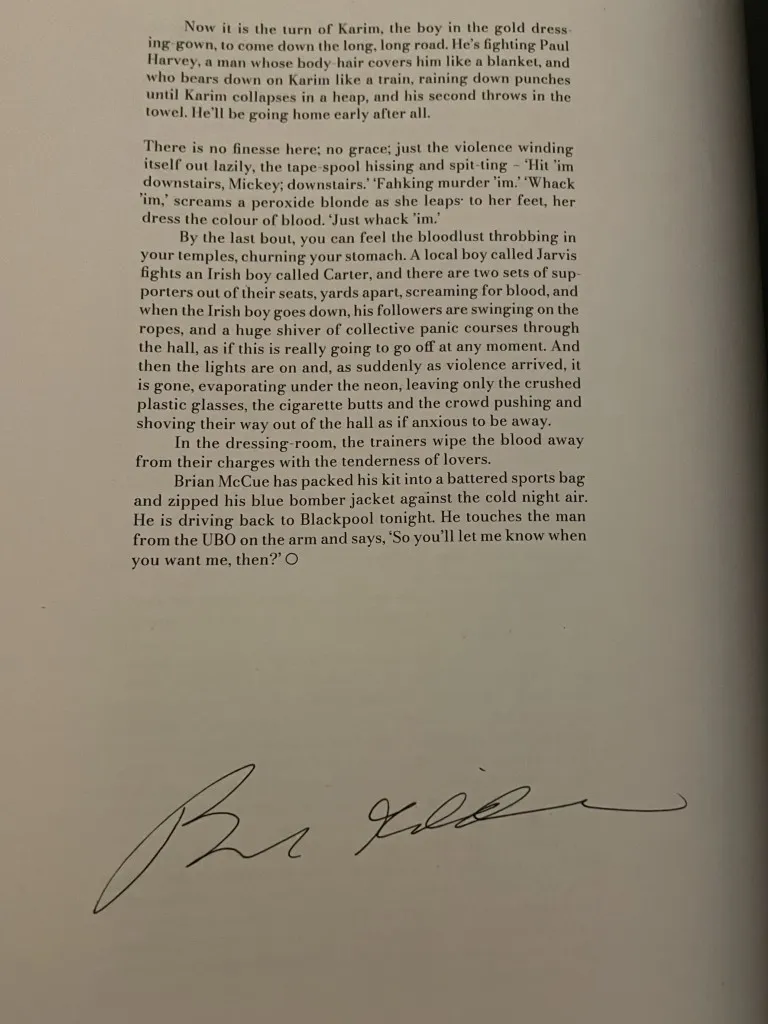 Now it is the turn of Karim, the boy in the gold dress-
ing-gown, to come down the long, long road. He's fighting Paul
Harvey, a man whose body-hair covers him like a blanket, and
who bears down on Karim like a train, raining down punches
until Karim collapses in a heap, and his second throws in the
towel. He'll be going home early after all.
There is no finesse here; no grace; just the violence winding
itself out lazily, the tape-spool hissing and spit-ting – ‘Hit ’im
downstairs, Mickey; downstairs.’ ‘Fahking murder ’im.’ ‘Whack
’im,’ screams a peroxide blonde as she leaps· to her feet, her
dress the colour of blood. ‘Just whack ’im.’
By the last bout, you can feel the bloodlust throbbing in
your temples, churning your stomach. A local boy called Jarvis
fights an Irish boy called Carter, and there are two sets of sup-
porters out of their seats, yards apart, screaming for blood, and
when the Irish boy goes down, his followers are swinging on the
ropes, and a huge shiver of collective panic courses through
the hall, as if this is really going to go off at any moment. And
then the lights are on and, as suddenly as violence arrived, it
is gone, evaporating under the neon, leaving only the crushed
plastic glasses, the cigarette butts and the crowd pushing and
shoving their way out of the hall as if anxious to be away.
In the dressing-room, the trainers wipe the blood away
from their charges with the tenderness of lovers.
Brian McCue has packed his kit into a battered sports bag
and zipped his blue bomber jacket against the cold night air.
He is driving back to Blackpool tonight. He touches the man
from the UBO on the arm and says, ‘So you’ll let me know when
you want me, then?’ O